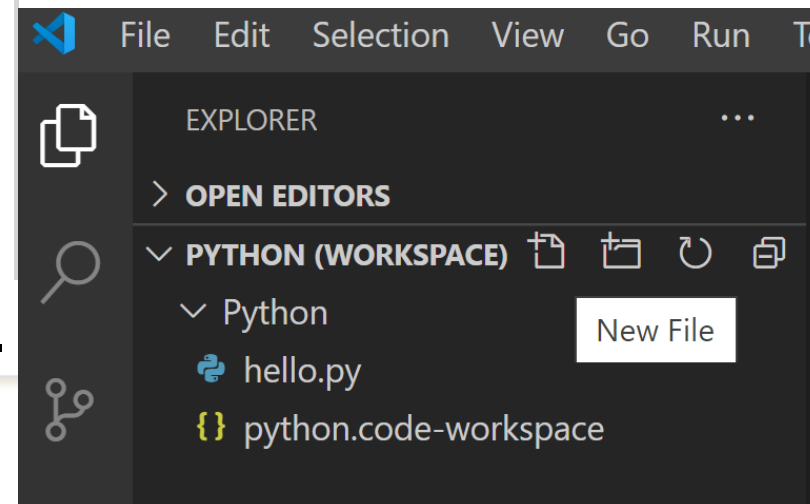 File Edit Selection View Go Run
EXPLORER ...
> OPEN EDITORS
PYTHON (WORKSPACE)
Python
New File
hello.py
{} python.code-workspace